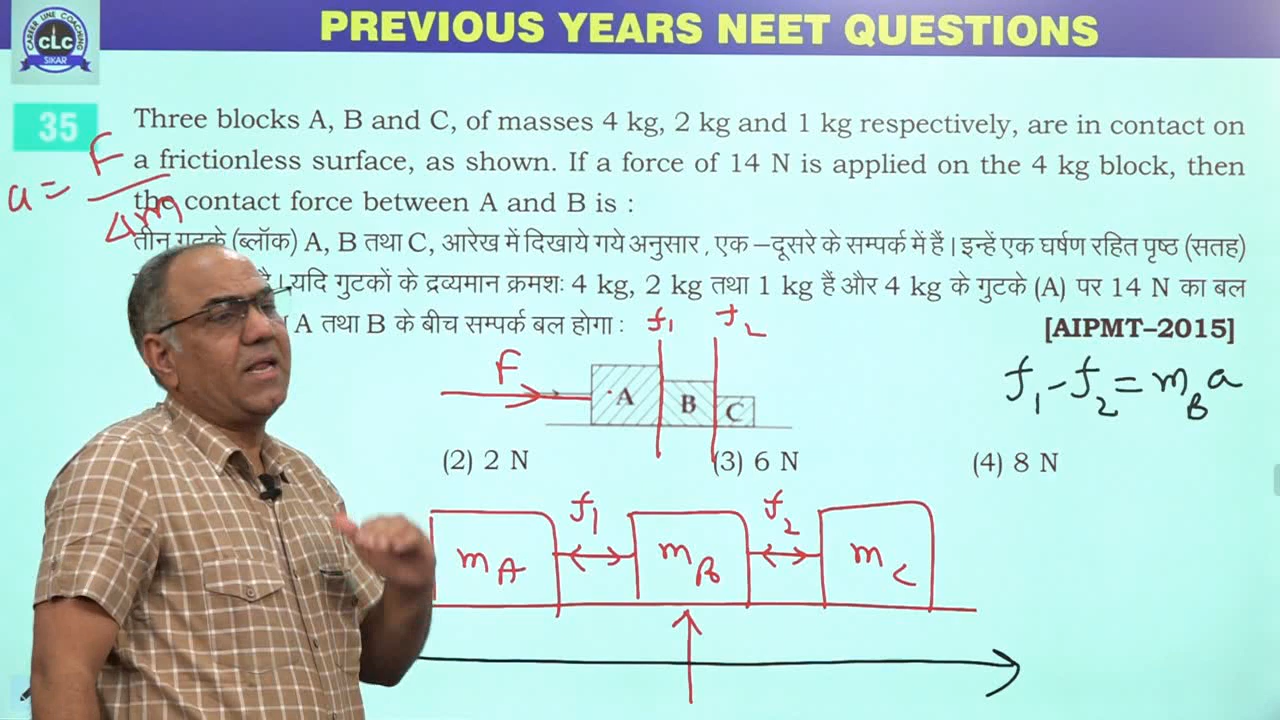 PREVIOUS YEARS NEET QUESTIONS
CAREER LINE COACHING
CLC
SIKAR
35
Three blocks A, B and C, of masses 4 kg, 2 kg and 1 kg respectively, are in contact on
a frictionless surface, as shown. If a force of 14 N is applied on the 4 kg block, then
the contact force between A and B is :
a = F
तीन गुटके (ब्लॉक) A, B तथा C, आरेख में दिखाये गये अनुसार, एक–दूसरे के सम्पर्क में हैं। इन्हें एक घर्षण रहित पृष्ठ (सतह)
है। यदि गुटकों के द्रव्यमान क्रमशः 4 kg, 2 kg तथा 1 kg हैं और 4 kg के गुटके (A) पर 14 N का बल
A तथा B के बीच सम्पर्क बल होगा :
[AIPMT–2015]
f₁ f₂
F
A B C
f₁ - f₂ = m_B a
(2) 2 N (3) 6 N (4) 8 N
f₁ f₂
m_A m_B m_C